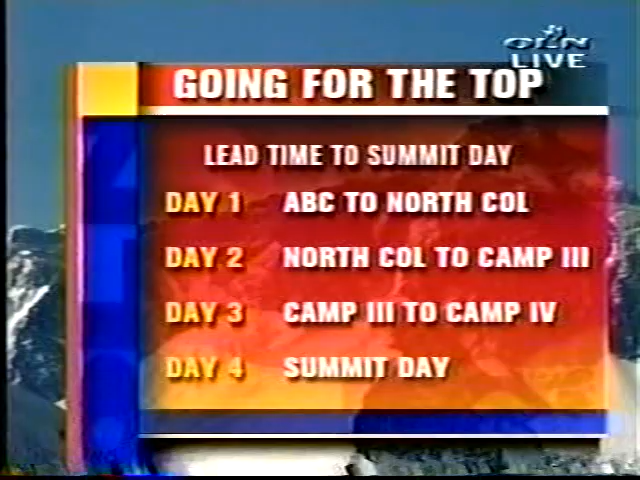 OLN
LIVE
GOING FOR THE TOP
LEAD TIME TO SUMMIT DAY
DAY 1 ABC TO NORTH COL
DAY 2 NORTH COL TO CAMP III
DAY 3 CAMP III TO CAMP IV
DAY 4 SUMMIT DAY